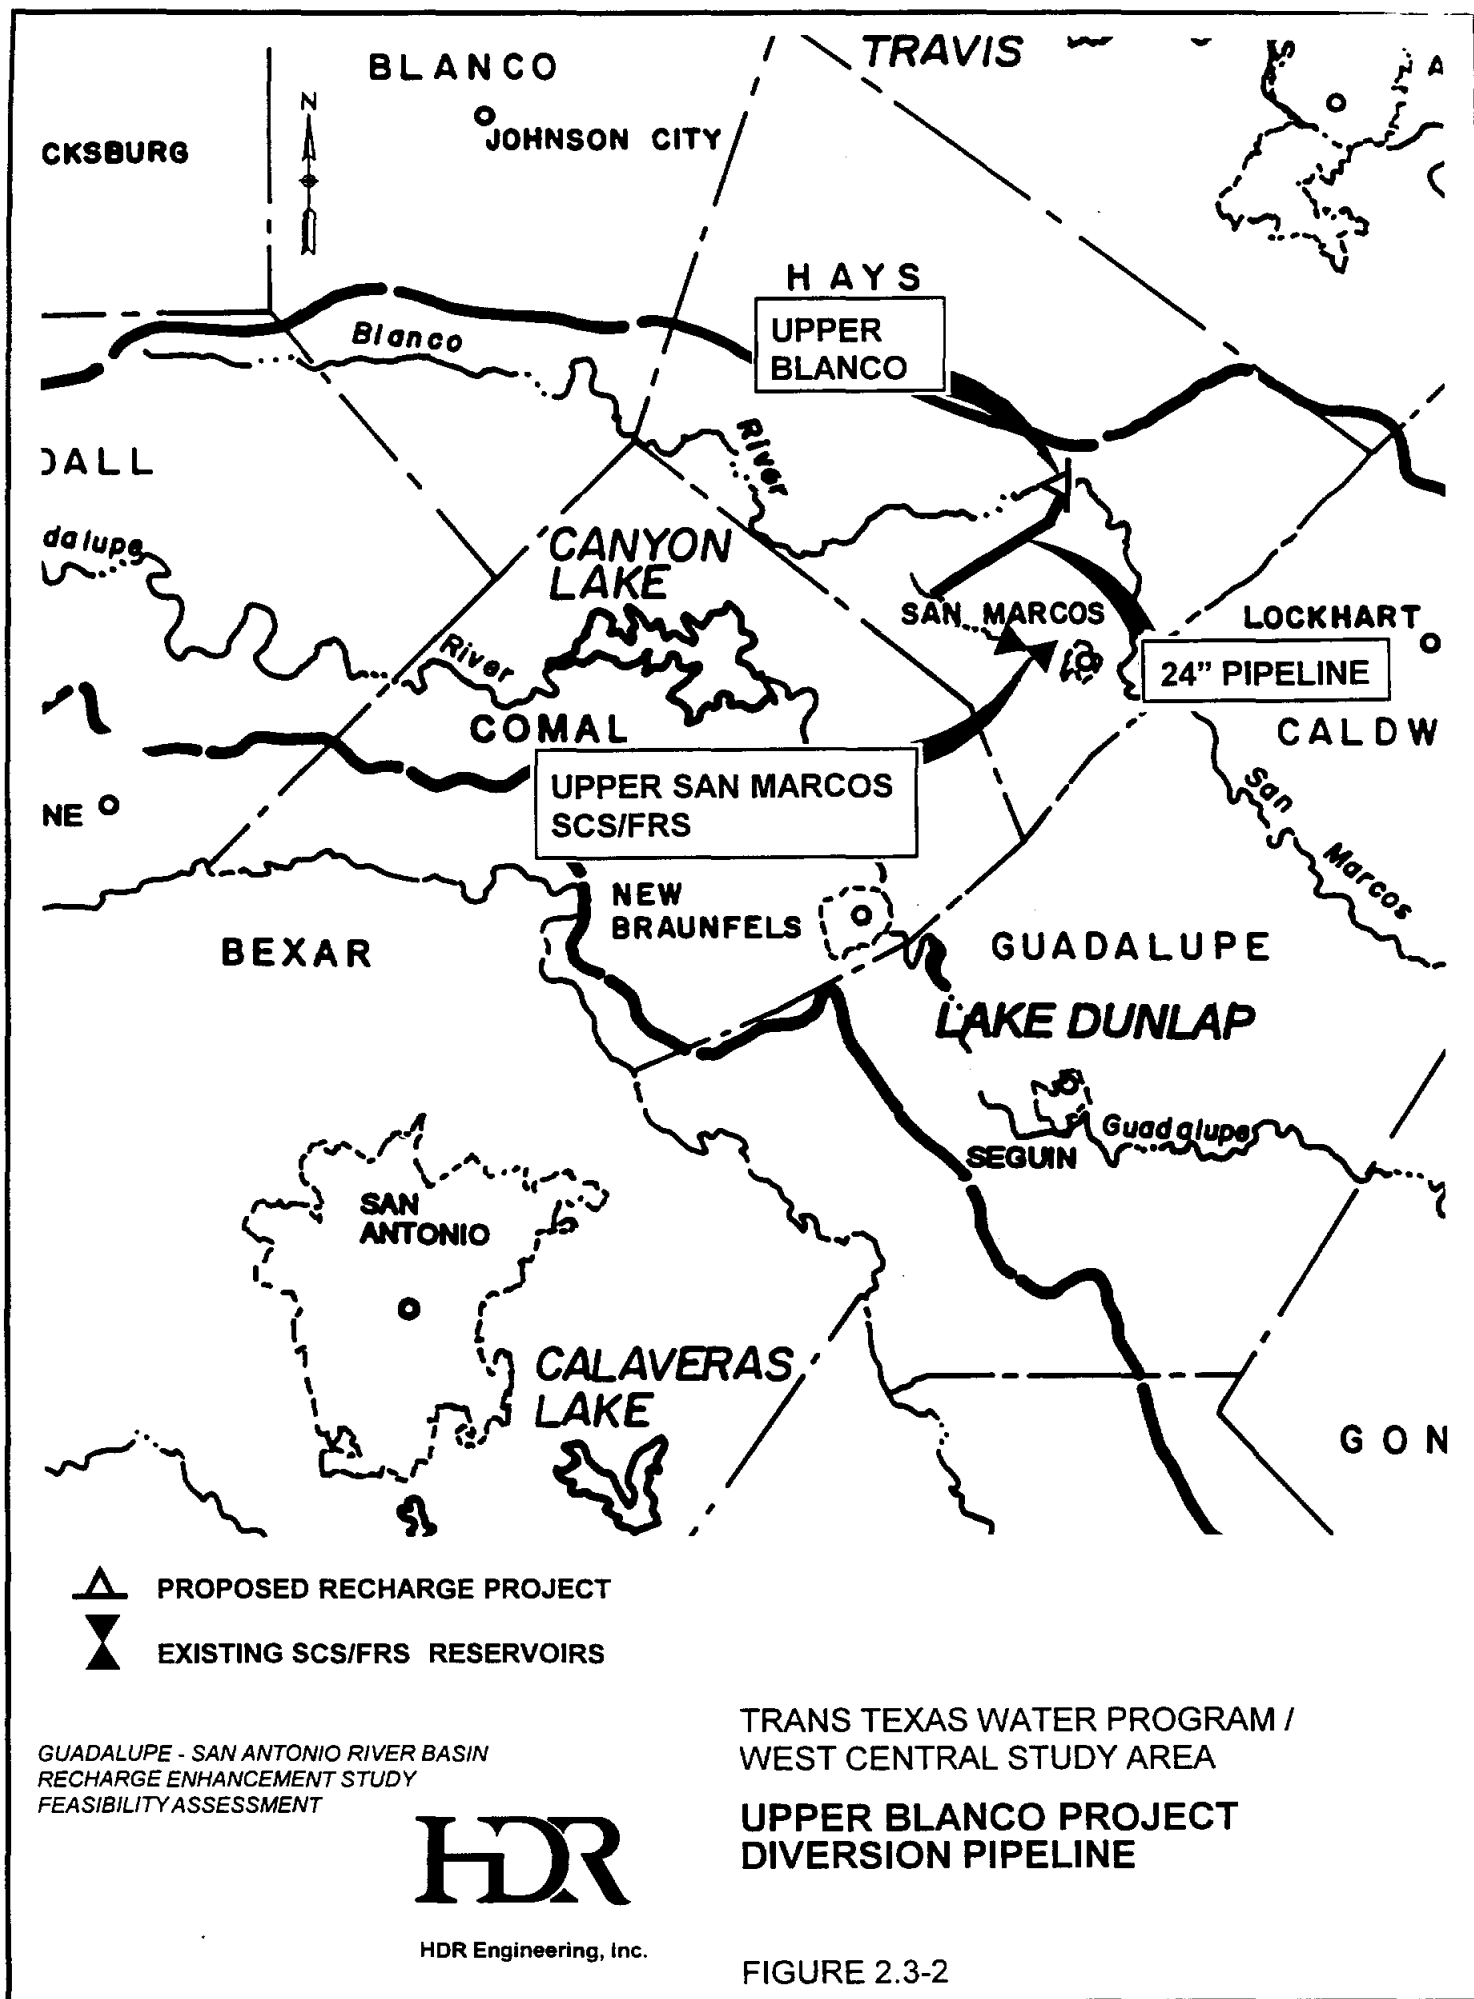 TRAVIS
BLANCO
A
N
JOHNSON CITY
CKSBURG
HAYS
UPPER
BLANCO
Blanco
River
DALL
dalupe
CANYON
LAKE
SAN MARCOS
LOCKHART
River
24" PIPELINE
COMAL
CALDW
UPPER SAN MARCOS
SCS/FRS
San
NE
Marcos
NEW
BRAUNFELS
BEXAR
GUADALUPE
LAKE DUNLAP
Guadalupe
SEGUIN
SAN
ANTONIO
CALAVERAS
LAKE
GON
PROPOSED RECHARGE PROJECT
EXISTING SCS/FRS RESERVOIRS
GUADALUPE - SAN ANTONIO RIVER BASIN
RECHARGE ENHANCEMENT STUDY
FEASIBILITY ASSESSMENT
HDR
HDR Engineering, Inc.
TRANS TEXAS WATER PROGRAM /
WEST CENTRAL STUDY AREA
UPPER BLANCO PROJECT
DIVERSION PIPELINE
FIGURE 2.3-2